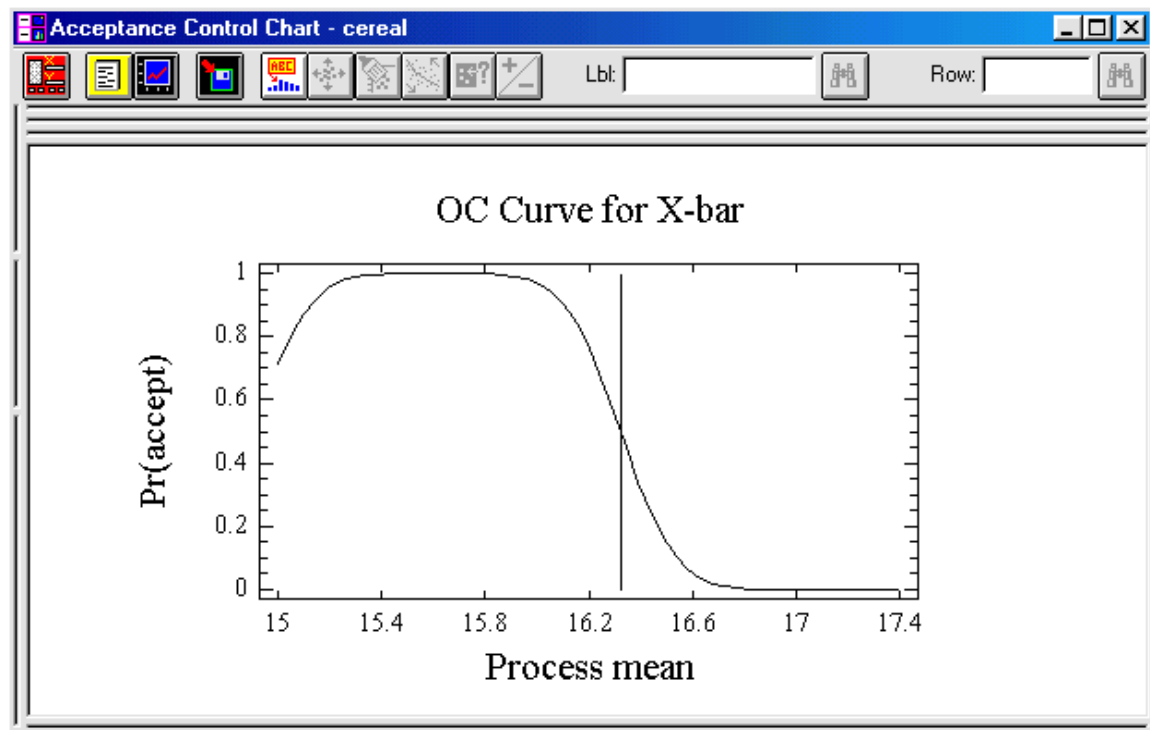 Acceptance Control Chart - cereal
X
Y
ABC
?
+
−
Lbl:
Row:
OC Curve for X-bar
Pr(accept)
1
0.8
0.6
0.4
0.2
0
15 15.4 15.8 16.2 16.6 17 17.4
Process mean